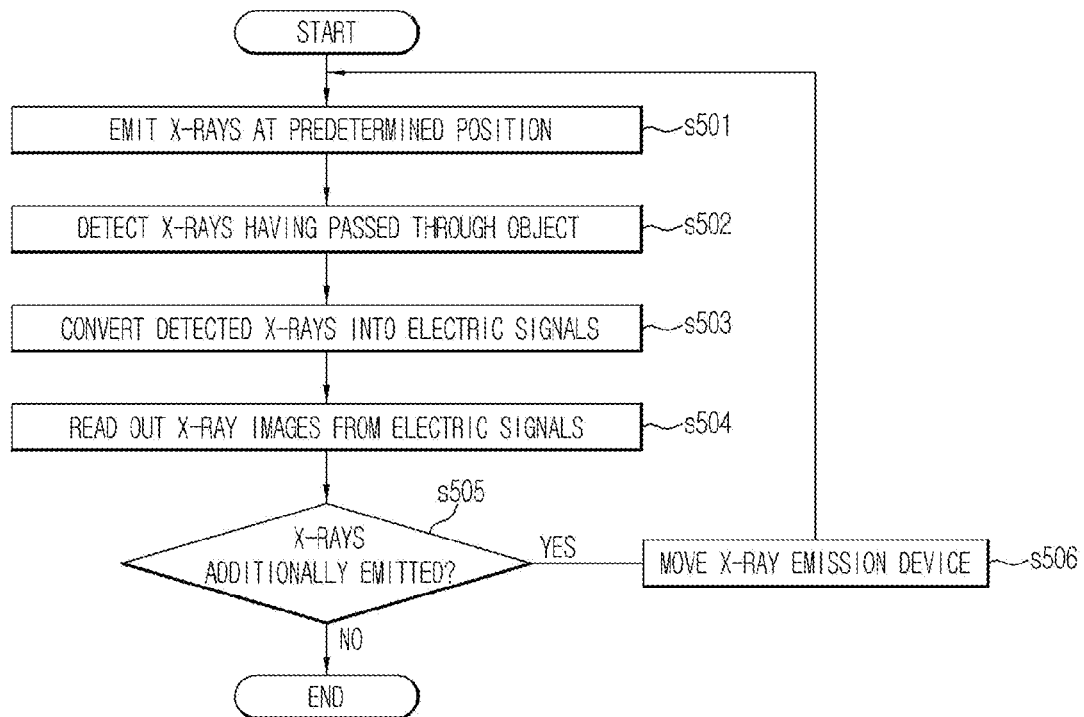 START
EMIT X-RAYS AT PREDETERMINED POSITION
s501
DETECT X-RAYS HAVING PASSED THROUGH OBJECT
s502
CONVERT DETECTED X-RAYS INTO ELECTRIC SIGNALS
s503
READ OUT X-RAY IMAGES FROM ELECTRIC SIGNALS
s504
s505
X-RAYS
ADDITIONALLY EMITTED?
YES
MOVE X-RAY EMISSION DEVICE
s506
NO
END